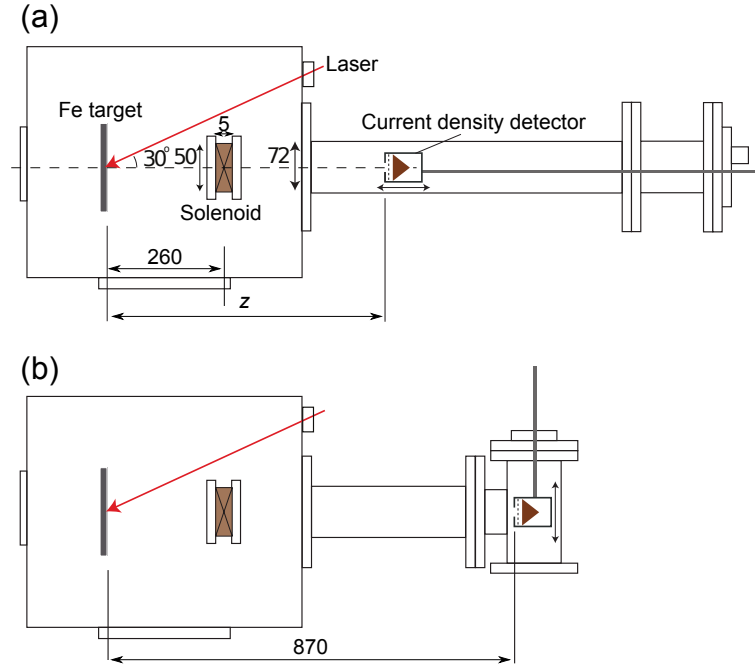 (a)
Laser
Fe target
5
Current density detector
30° 50
72
Solenoid
260
z
(b)
870